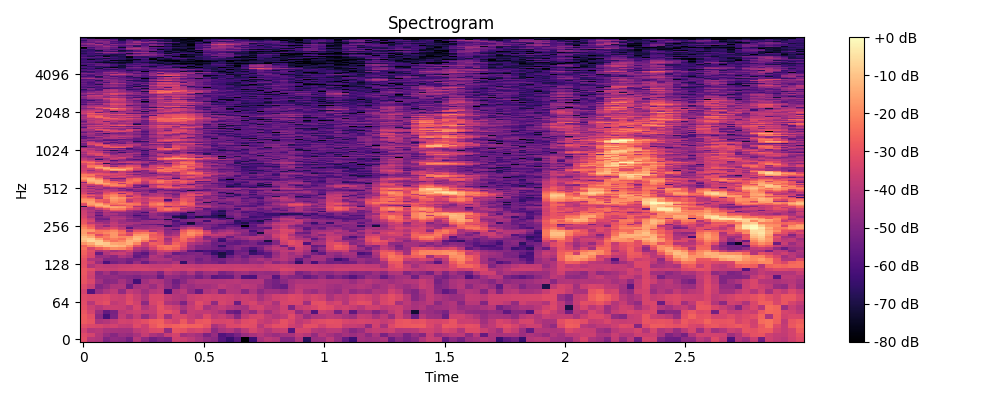 Spectrogram
+0 dB
4096
-10 dB
2048
-20 dB
1024
-30 dB
Hz
512
-40 dB
256
-50 dB
128
-60 dB
64
-70 dB
0
-80 dB
0 0.5 1 1.5 2 2.5
Time